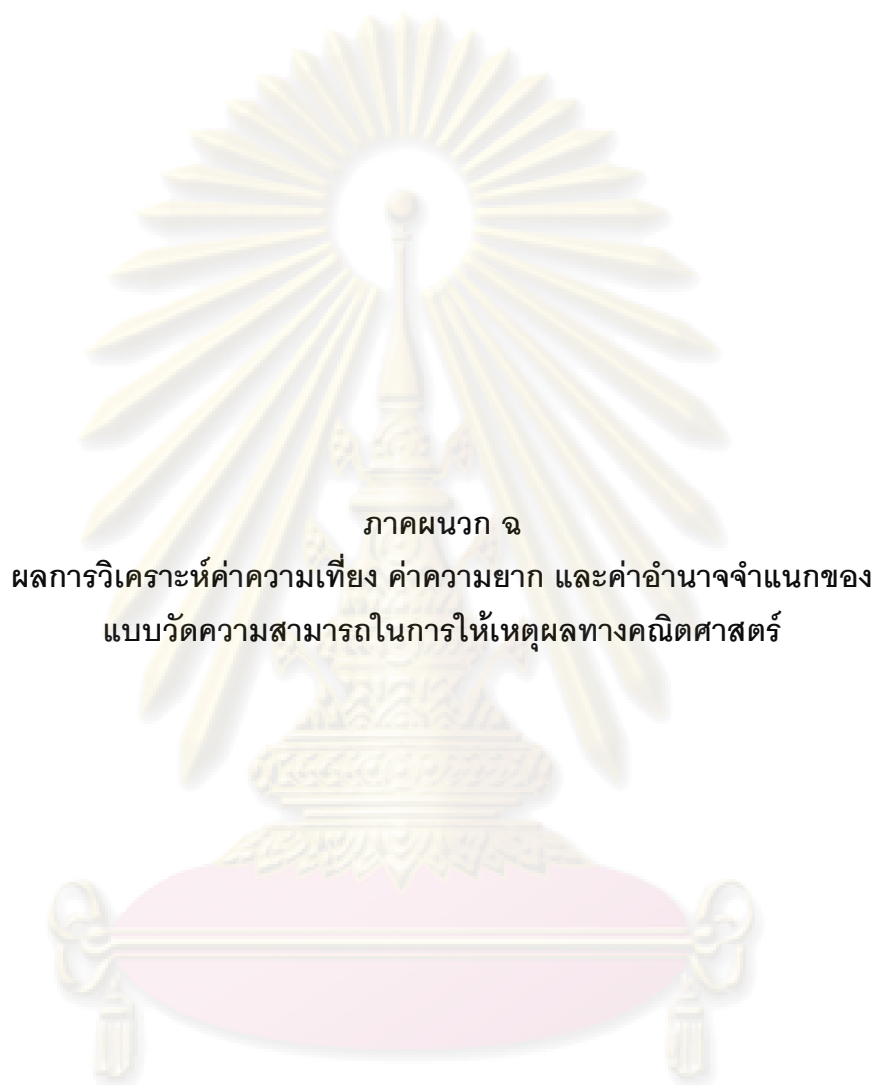 ภาคผนวก ฉ
ผลการวิเคราะห์ค่าความเที่ยง ค่าความยาก และค่าอำนาจจำแนกของ
แบบวัดความสามารถในการให้เหตุผลทางคณิตศาสตร์